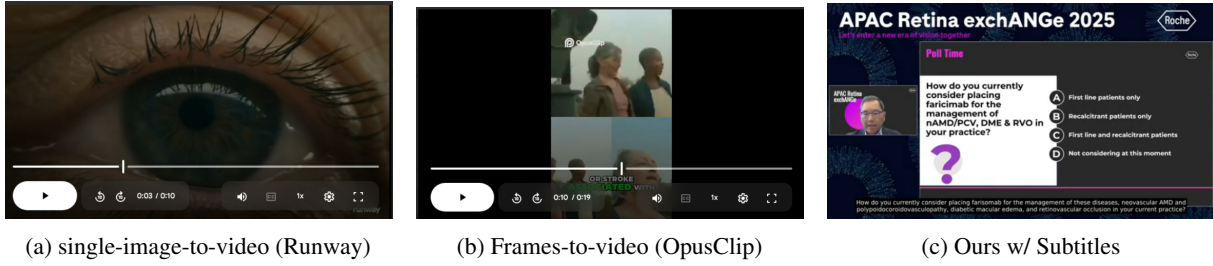 0:03 / 0:10
1x
runway
OpusClip
OR STROKE
ASSOCIATED WITH
0:10 / 0:19
1x
APAC Retina exchANGe 2025
Let's enter a new era of vision together
Roche
Poll Time
Roche
APAC Retina
exchANGe
How do you currently
consider placing
faricimab for the
management of
nAMD/PCV, DME & RVO in
your practice?
?
A First line patients only
B Recalcitrant patients only
C First line and recalcitrant patients
D Not considering at this moment
How do you currently consider placing farisomab for the management of these diseases, neovascular AMD and
polypoidocoroidovasculopathy, diabetic macular edema, and retinovascular occlusion in your current practice?
(a) single-image-to-video (Runway)
(b) Frames-to-video (OpusClip)
(c) Ours w/ Subtitles